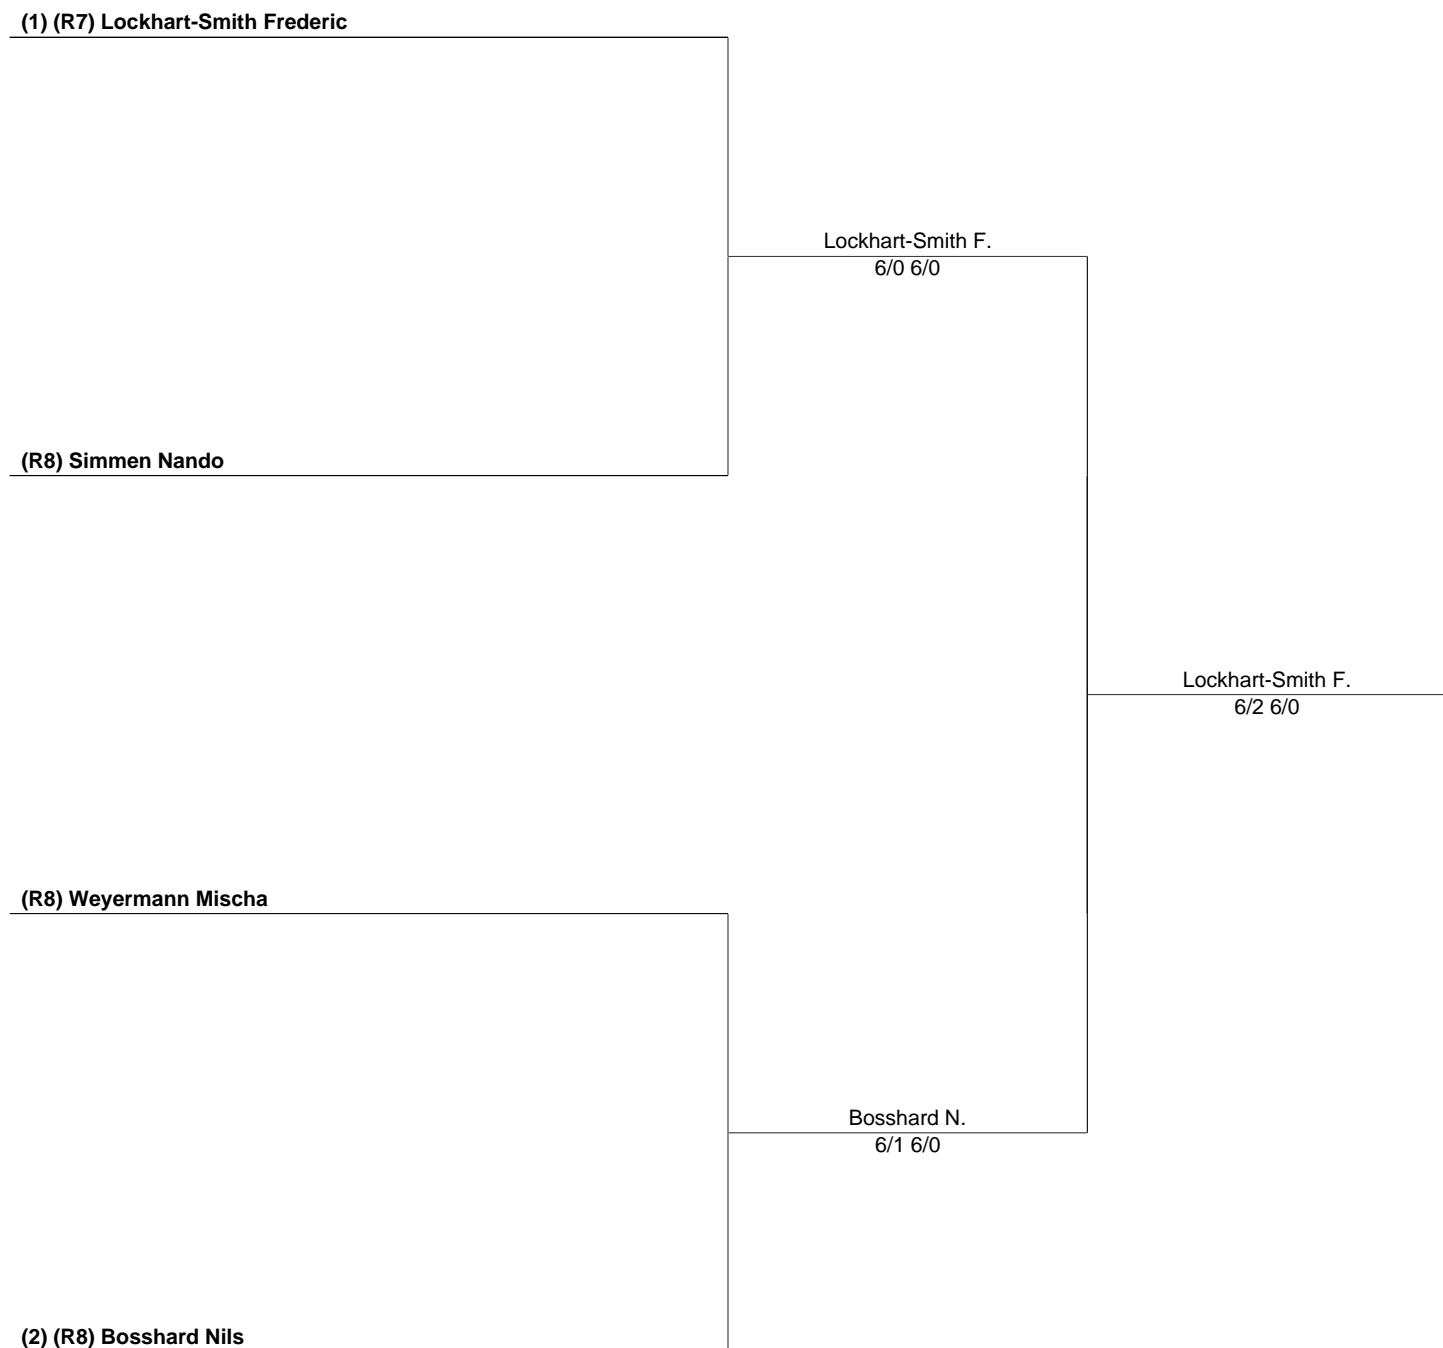 (1) (R7) Lockhart-Smith Frederic
Lockhart-Smith F.
6/0 6/0
(R8) Simmen Nando
Lockhart-Smith F.
6/2 6/0
(R8) Weyermann Mischa
Bosshard N.
6/1 6/0
(2) (R8) Bosshard Nils